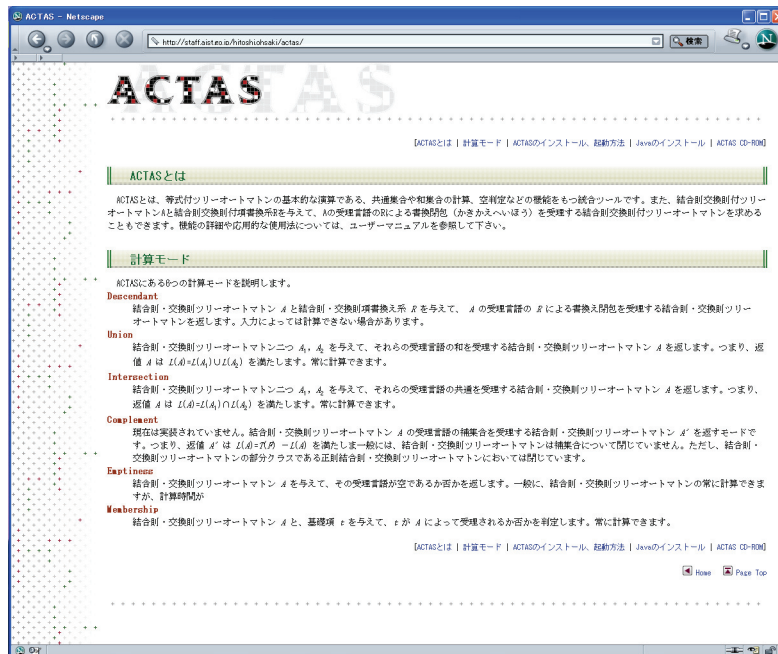 ACTAS - Netscape
http://staff.aist.go.jp/hitoshiohsaki/actas/
検索
ACTAS
[ACTASとは | 計算モード | ACTASのインストール、起動方法 | Javaのインストール | ACTAS CD-ROM]
ACTASとは
ACTASとは、等式付ツリーオートマトンの基本的な演算である、共通集合や和集合の計算、空判定などの機能をもつ統合ツールです。また、結合則交換則付ツリー
オートマトンAと結合則交換則付項書換系Rを与えて、Aの受理言語のRによる書換閉包（かきかえへいほう）を受理する結合則交換則付ツリーオートマトンを求める
こともできます。機能の詳細や応用的な使用法については、ユーザーマニュアルを参照して下さい。
計算モード
ACTASにある6つの計算モードを説明します。
Descendant
結合則・交換則ツリーオートマトン A と結合則・交換則項書換え系 R を与えて、 A の受理言語の R による書換え閉包を受理する結合則・交換則ツリー
オートマトンを返します。入力によっては計算できない場合があります。
Union
結合則・交換則ツリーオートマトン二つ A₁, A₂ を与えて、それらの受理言語の和を受理する結合則・交換則ツリーオートマトン A を返します。つまり、返
値 A は L(A)=L(A₁)∪L(A₂) を満たします。常に計算できます。
Intersection
結合則・交換則ツリーオートマトン二つ A₁, A₂ を与えて、それらの受理言語の共通を受理する結合則・交換則ツリーオートマトン A を返します。つまり、
返値 A は L(A)=L(A₁)∩L(A₂) を満たします。常に計算できます。
Complement
現在は実装されていません。結合則・交換則ツリーオートマトン A の受理言語の補集合を受理する結合則・交換則ツリーオートマトン A' を返すモードで
す。つまり、返値 A' は L(A)=T(F) －L(A) を満たしま一般には、結合則・交換則ツリーオートマトンは補集合について閉じていません。ただし、結合則・
交換則ツリーオートマトンの部分クラスである正則結合則・交換則ツリーオートマトンにおいては閉じています。
Emptiness
結合則・交換則ツリーオートマトン A を与えて、その受理言語が空であるか否かを返します。一般に、結合則・交換則ツリーオートマトンの常に計算できま
すが、計算時間が
Membership
結合則・交換則ツリーオートマトン A と、基礎項 t を与えて、t が A によって受理されるか否かを判定します。常に計算できます。
[ACTASとは | 計算モード | ACTASのインストール、起動方法 | Javaのインストール | ACTAS CD-ROM]
Home Page Top